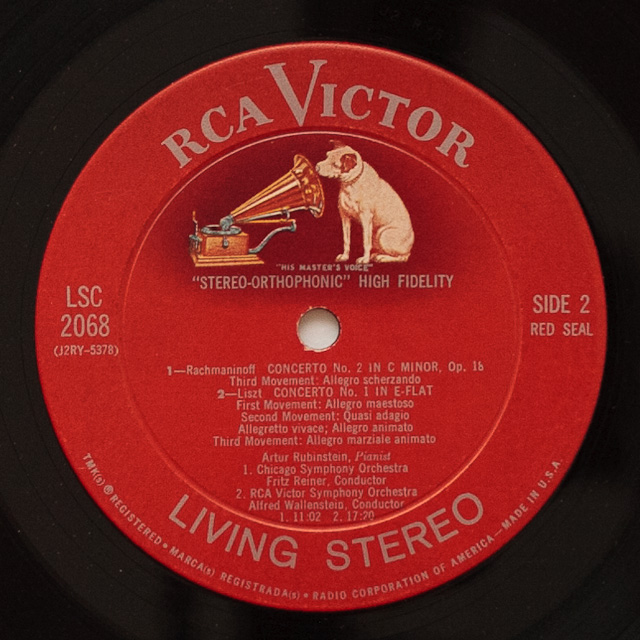 RCA VICTOR
"HIS MASTER'S VOICE"
"STEREO-ORTHOPHONIC" HIGH FIDELITY
LSC
2068
(J2RY-5378)
SIDE 2
RED SEAL
1—Rachmaninoff CONCERTO No. 2 IN C MINOR, Op. 18
Third Movement: Allegro scherzando
2—Liszt CONCERTO No. 1 IN E-FLAT
First Movement: Allegro maestoso
Second Movement: Quasi adagio
Allegretto vivace; Allegro animato
Third Movement: Allegro marziale animato
Artur Rubinstein, Pianist
1. Chicago Symphony Orchestra
Fritz Reiner, Conductor
2. RCA Victor Symphony Orchestra
Alfred Wallenstein, Conductor
1. 11:02 2. 17:20
LIVING STEREO
TMK(s) ® REGISTERED • MARCA(s) REGISTRADA(s) • RADIO CORPORATION OF AMERICA—MADE IN U.S.A.